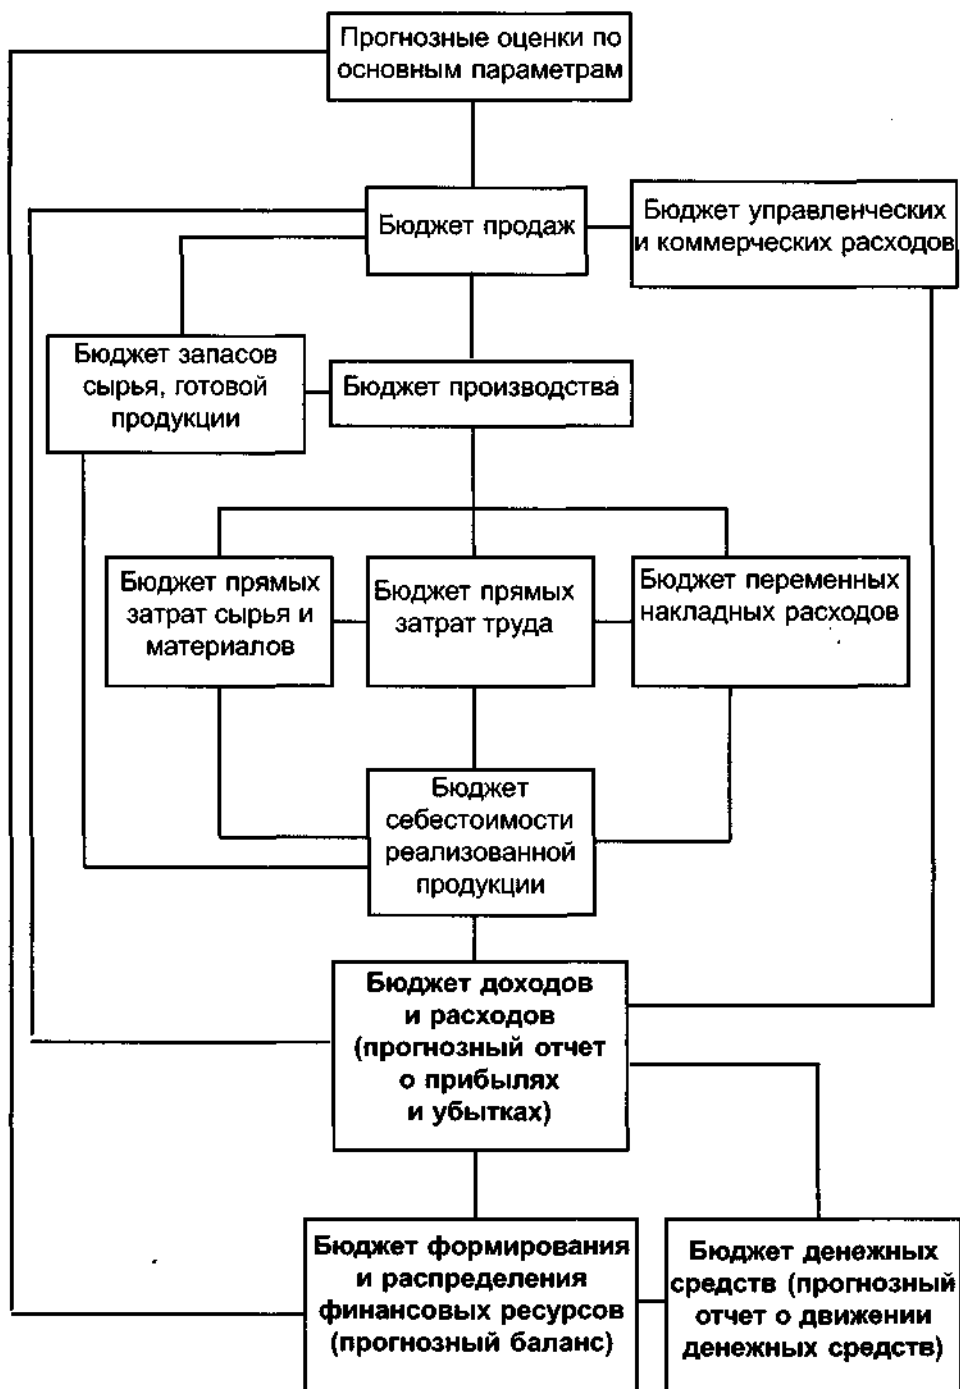 Прогнозные оценки по
основным параметрам
Бюджет продаж
Бюджет управленческих
и коммерческих расходов
Бюджет запасов
сырья, готовой
продукции
Бюджет производства
Бюджет прямых
затрат сырья и
материалов
Бюджет прямых
затрат труда
Бюджет переменных
накладных расходов
Бюджет
себестоимости
реализованной
продукции
Бюджет доходов
и расходов
(прогнозный отчет
о прибылях
и убытках)
Бюджет формирования
и распределения
финансовых ресурсов
(прогнозный баланс)
Бюджет денежных
средств (прогнозный
отчет о движении
денежных средств)